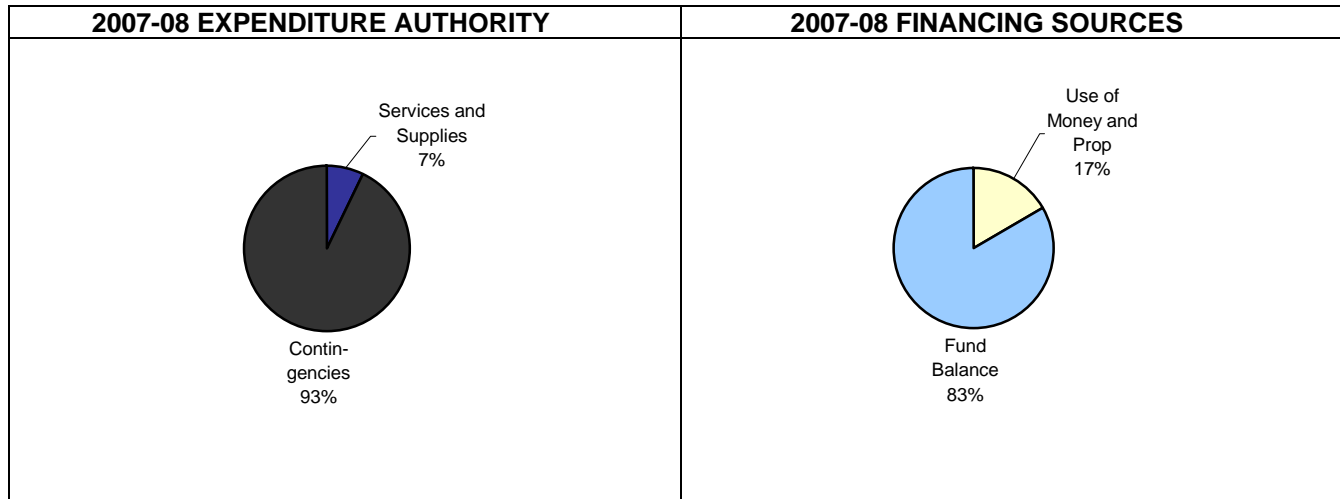 2007-08 EXPENDITURE AUTHORITY
2007-08 FINANCING SOURCES
Services and
Supplies
7%
Contin-
gencies
93%
Use of
Money and
Prop
17%
Fund
Balance
83%